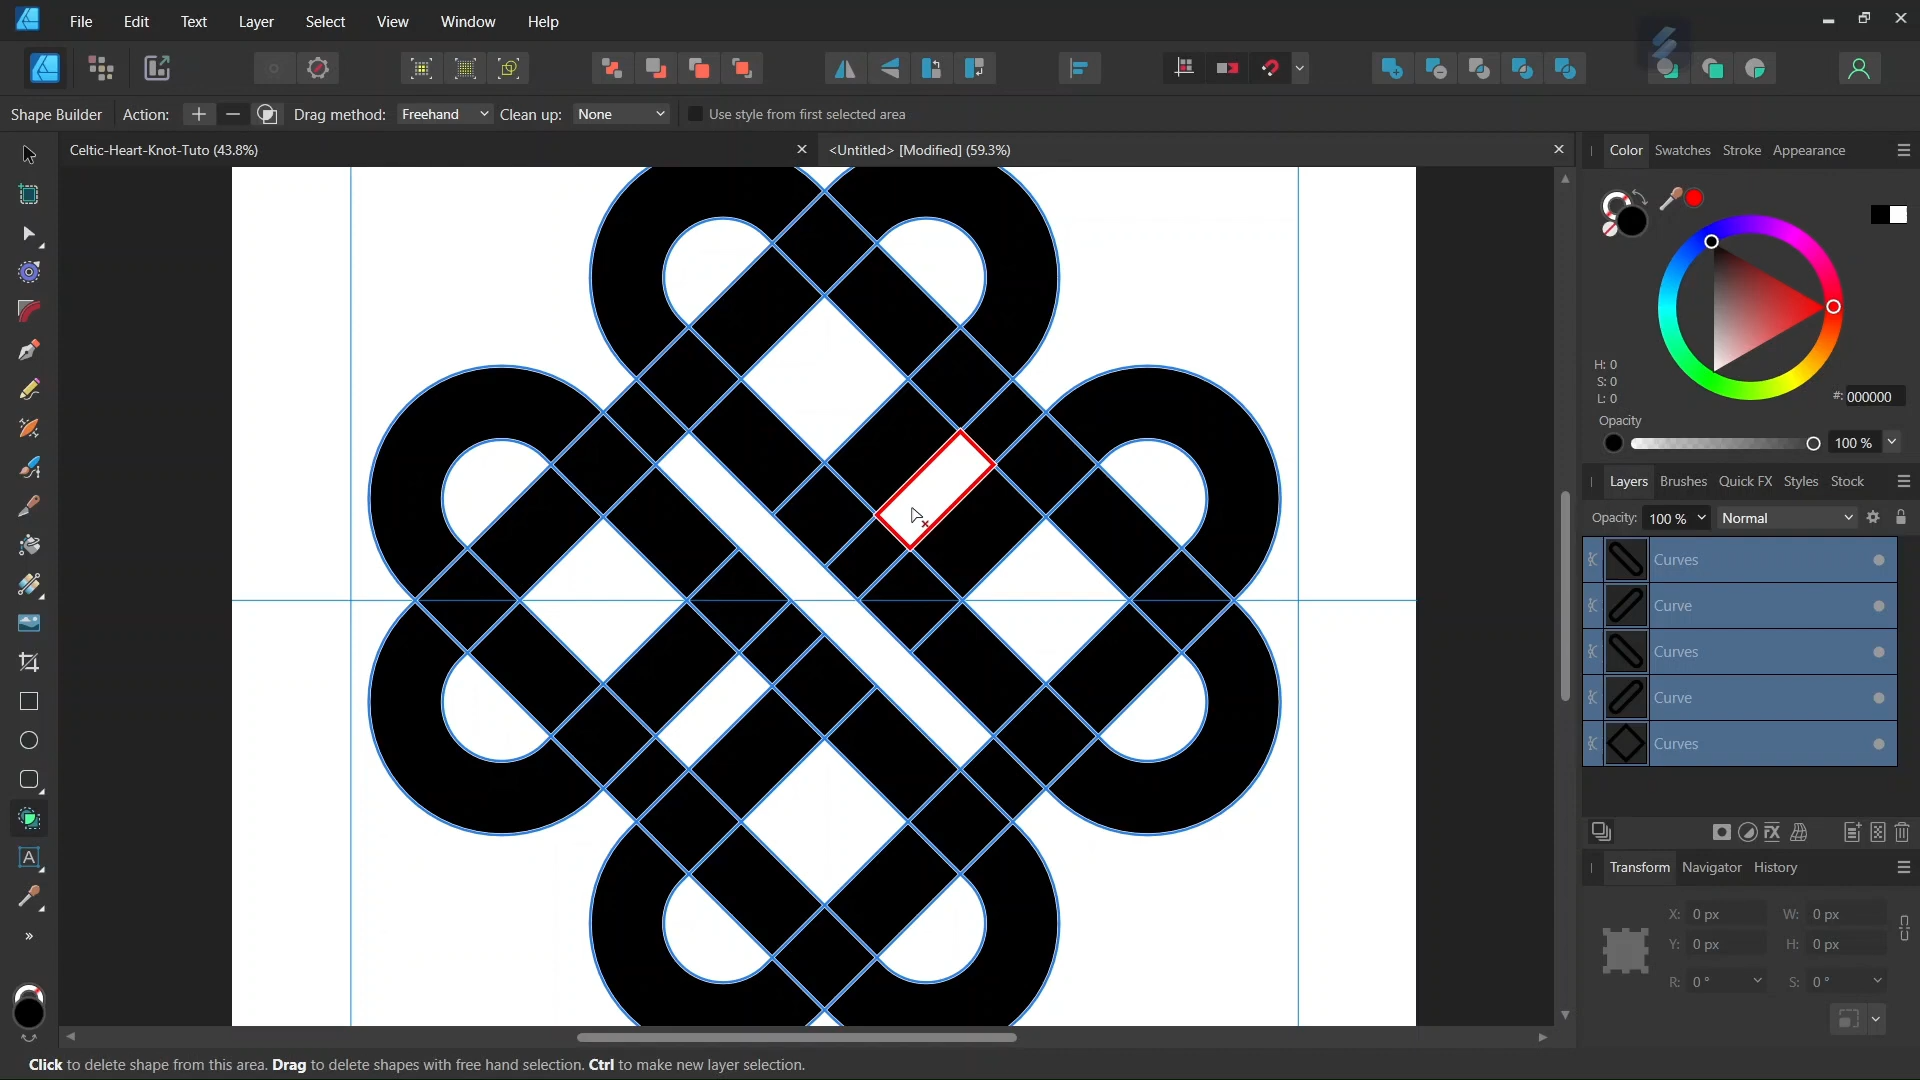 File Edit Text Layer Select View Window Help
Shape Builder Action: Drag method: Freehand Clean up: None Use style from first selected area
Celtic-Heart-Knot-Tuto (43.8%) <Untitled> [Modified] (59.3%)
Color Swatches Stroke Appearance
H: 0
S: 0
L: 0
#: 000000
Opacity
100 %
Layers Brushes Quick FX Styles Stock
Opacity: 100 % Normal
Curves
Curve
Curves
Curve
Curves
Transform Navigator History
X: 0 px W: 0 px
Y: 0 px H: 0 px
R: 0 ° S: 0 °
A
Click to delete shape from this area. Drag to delete shapes with free hand selection. Ctrl to make new layer selection.